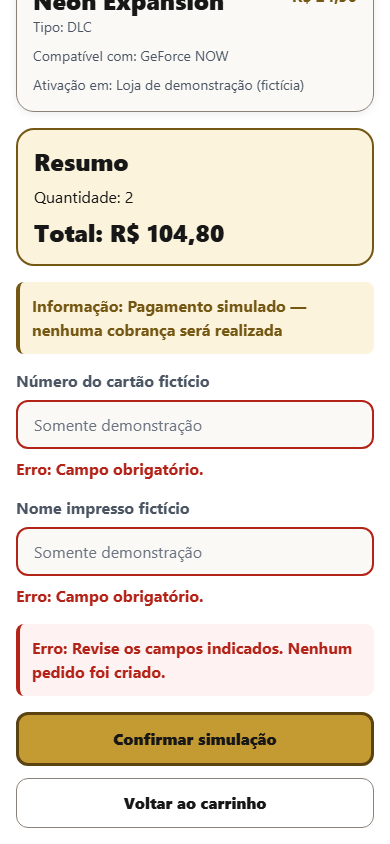 Neon Expansion
Tipo: DLC
Compatível com: GeForce NOW
Ativação em: Loja de demonstração (fictícia)
Resumo
Quantidade: 2
Total: R$ 104,80
Informação: Pagamento simulado —
nenhuma cobrança será realizada
Número do cartão fictício
Somente demonstração
Erro: Campo obrigatório.
Nome impresso fictício
Somente demonstração
Erro: Campo obrigatório.
Erro: Revise os campos indicados. Nenhum
pedido foi criado.
Confirmar simulação
Voltar ao carrinho